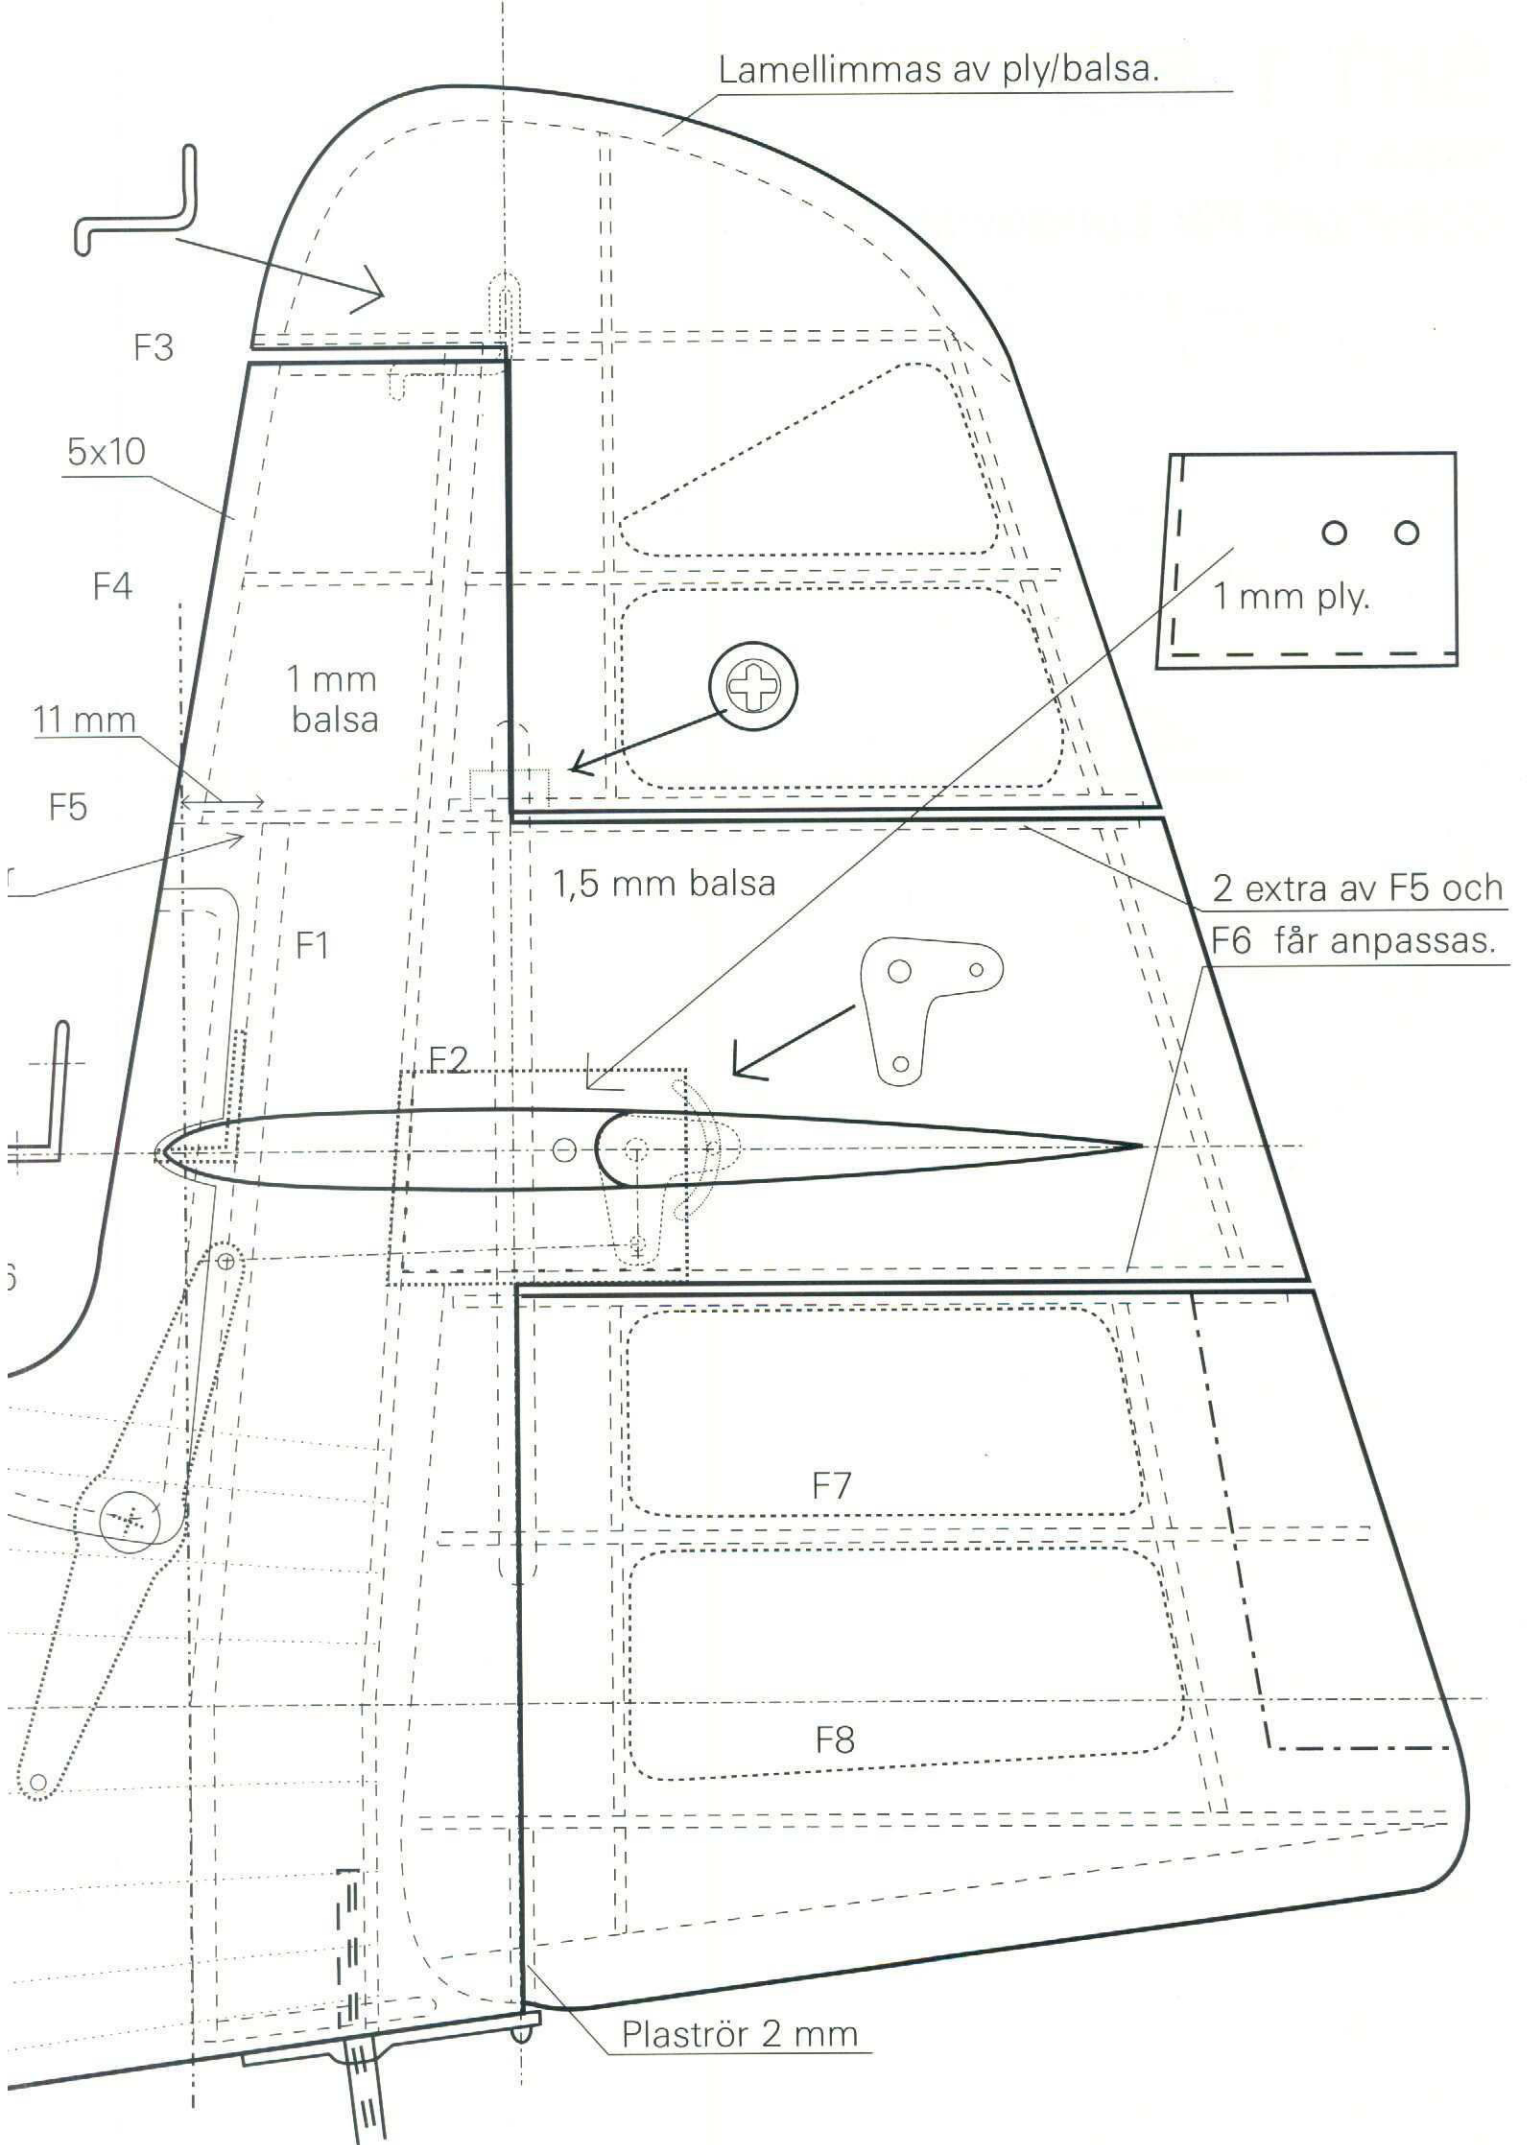 Lamellimmas av ply/balsa.
F3
5x10
F4
1 mm ply.
1 mm
balsa
11 mm
F5
1,5 mm balsa
2 extra av F5 och
F6 får anpassas.
F1
F2
F7
F8
Plaströr 2 mm